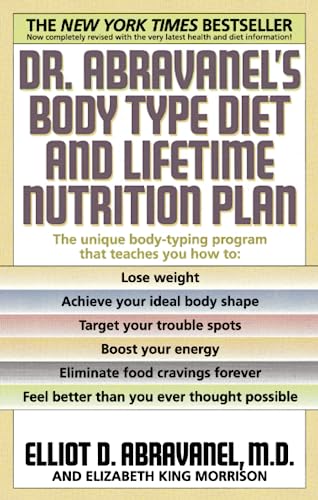 THE NEW YORK TIMES BESTSELLER
Now completely revised with the very latest health and diet information!
DR. ABRAVANEL'S
BODY TYPE DIET
AND LIFETIME
NUTRITION PLAN
The unique body-typing program
that teaches you how to:
Lose weight
Achieve your ideal body shape
Target your trouble spots
Boost your energy
Eliminate food cravings forever
Feel better than you ever thought possible
ELLIOT D. ABRAVANEL, M.D.
AND ELIZABETH KING MORRISON